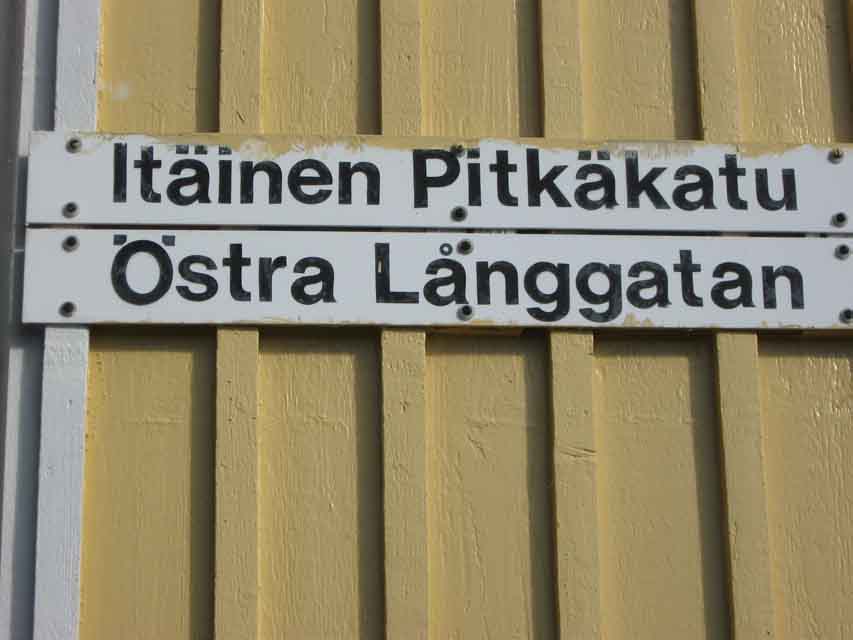 Itäinen Pitkäkatu
Östra Långgatan